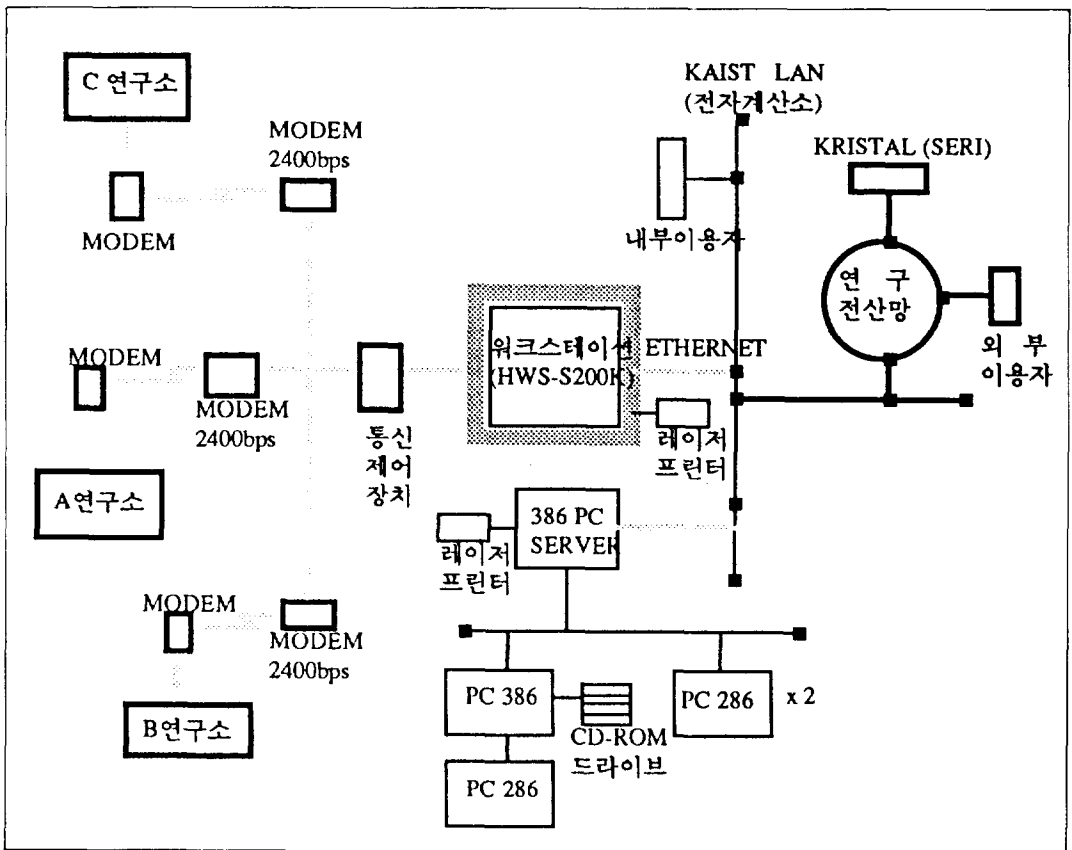 C 연구소
MODEM
2400bps
MODEM
KAIST LAN
(전자계산소)
KRISTAL (SERI)
내부이용자
연 구
전산망
외 부
이용자
MODEM
MODEM
2400bps
통신
제어
장치
워크스테이션
(HWS-S200K)
ETHERNET
레이저
프린터
A연구소
386 PC
SERVER
레이저
프린터
MODEM
MODEM
2400bps
B연구소
PC 386
CD-ROM
드라이브
PC 286
x 2
PC 286